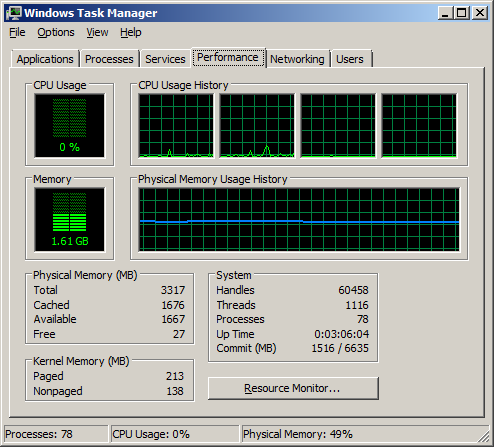 Windows Task Manager
File Options View Help
Applications Processes Services Performance Networking Users
CPU Usage CPU Usage History
0 %
Memory Physical Memory Usage History
1.61 GB
Physical Memory (MB)
Total 3317
Cached 1676
Available 1667
Free 27
Kernel Memory (MB)
Paged 213
Nonpaged 138
System
Handles 60458
Threads 1116
Processes 78
Up Time 0:03:06:04
Commit (MB) 1516 / 6635
Resource Monitor...
Processes: 78 CPU Usage: 0% Physical Memory: 49%